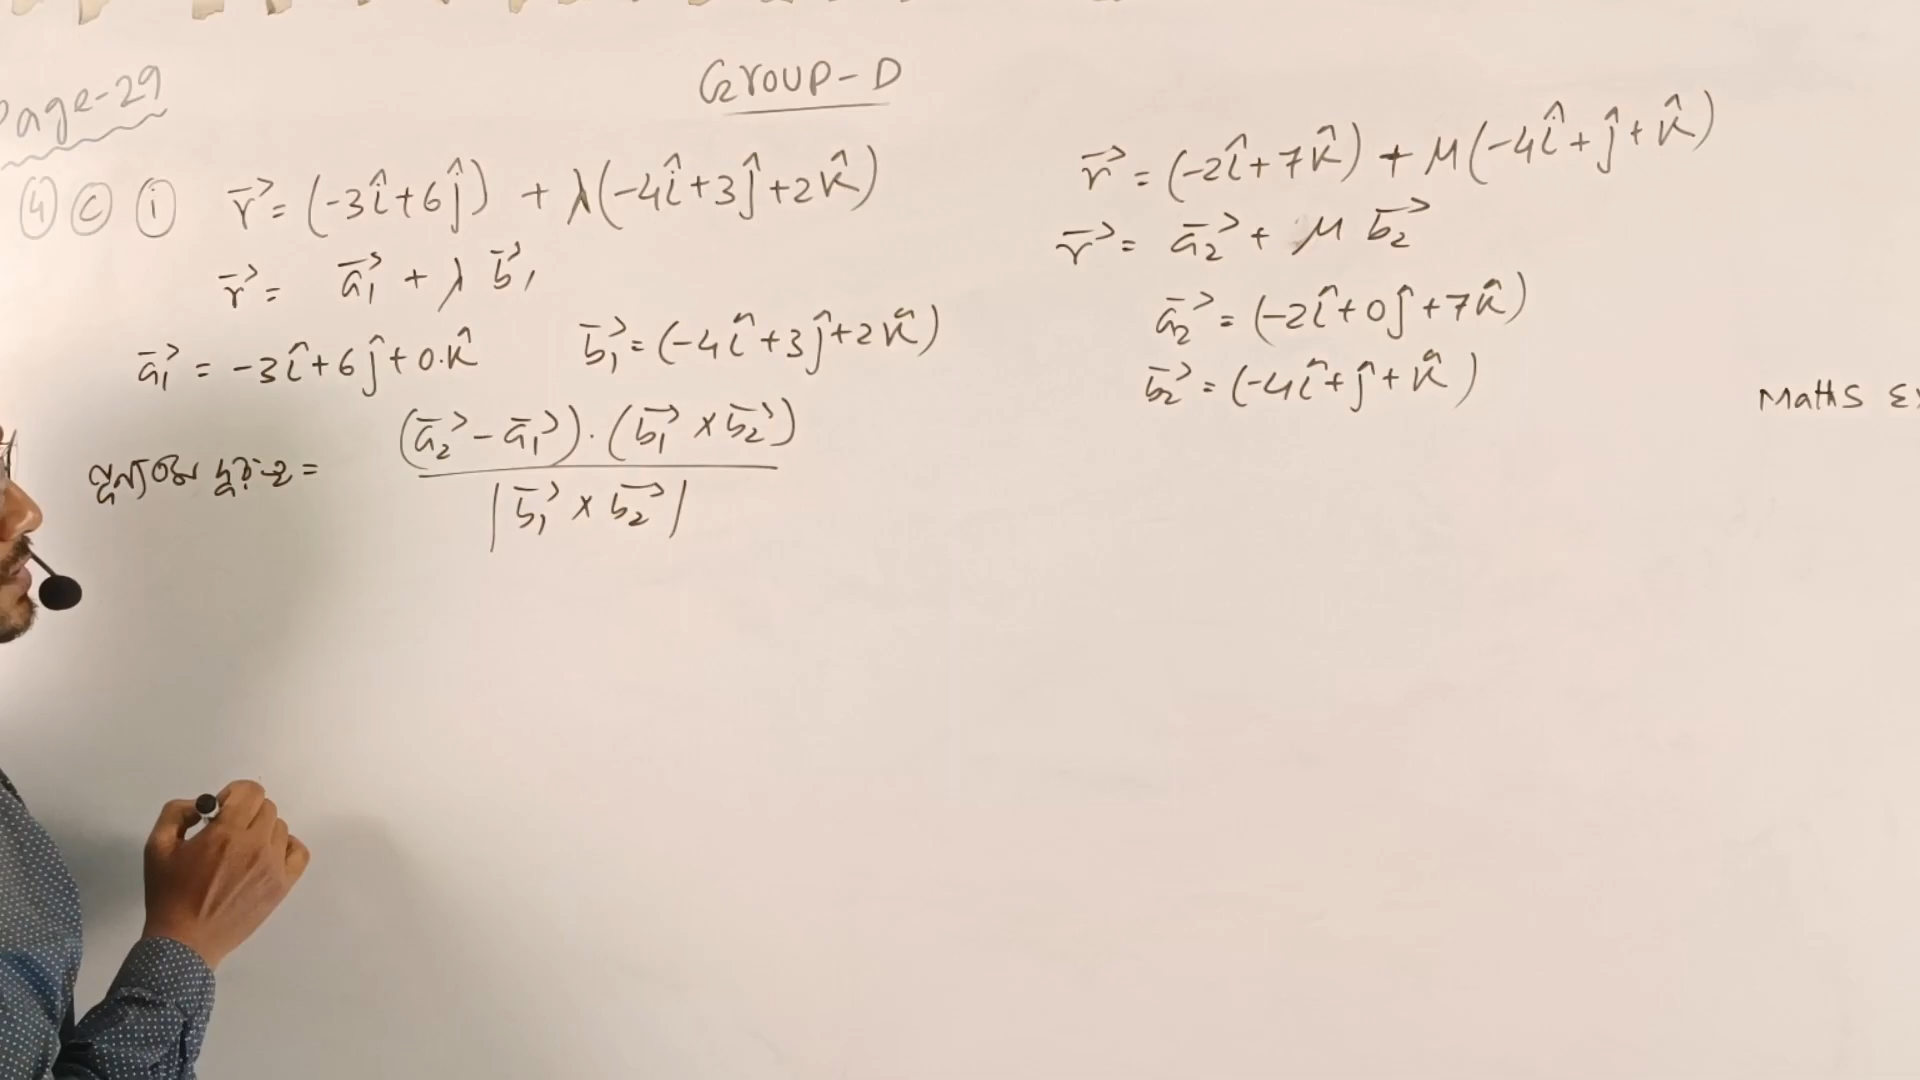 Page-29
Group-D
④ ⓒ ⓘ r⃗ = (-3î+6ĵ) + λ(-4î+3ĵ+2k̂)
r⃗ = a⃗₁ + λ b⃗₁
a⃗₁ = -3î+6ĵ+0.k̂ b⃗₁ = (-4î+3ĵ+2k̂)
= (a⃗₂ - a⃗₁).(b⃗₁ × b⃗₂)
|b⃗₁ × b⃗₂|
r⃗ = (-2î+7k̂) + μ(-4î+ĵ+k̂)
r⃗ = a⃗₂ + μ b⃗₂
a⃗₂ = (-2î+0ĵ+7k̂)
b⃗₂ = (-4î+ĵ+k̂)
Maths